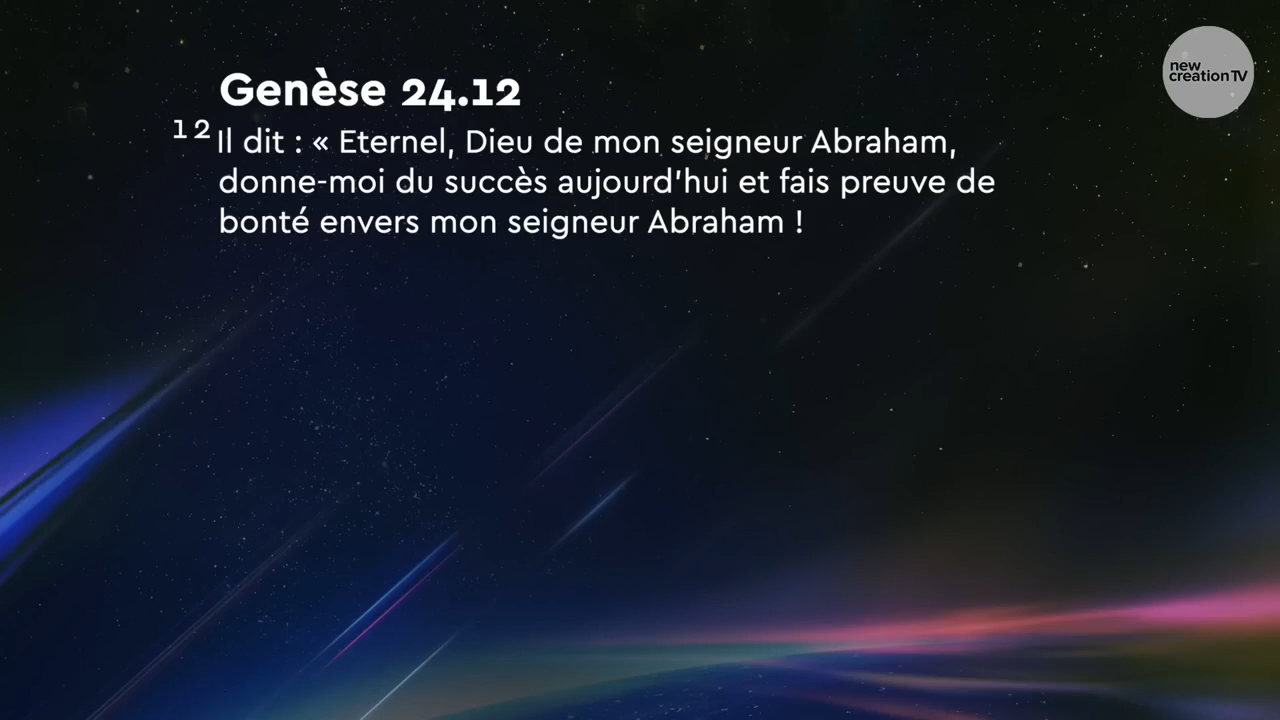 new
creation TV
Genèse 24.12
¹² Il dit : « Eternel, Dieu de mon seigneur Abraham,
donne-moi du succès aujourd’hui et fais preuve de
bonté envers mon seigneur Abraham !